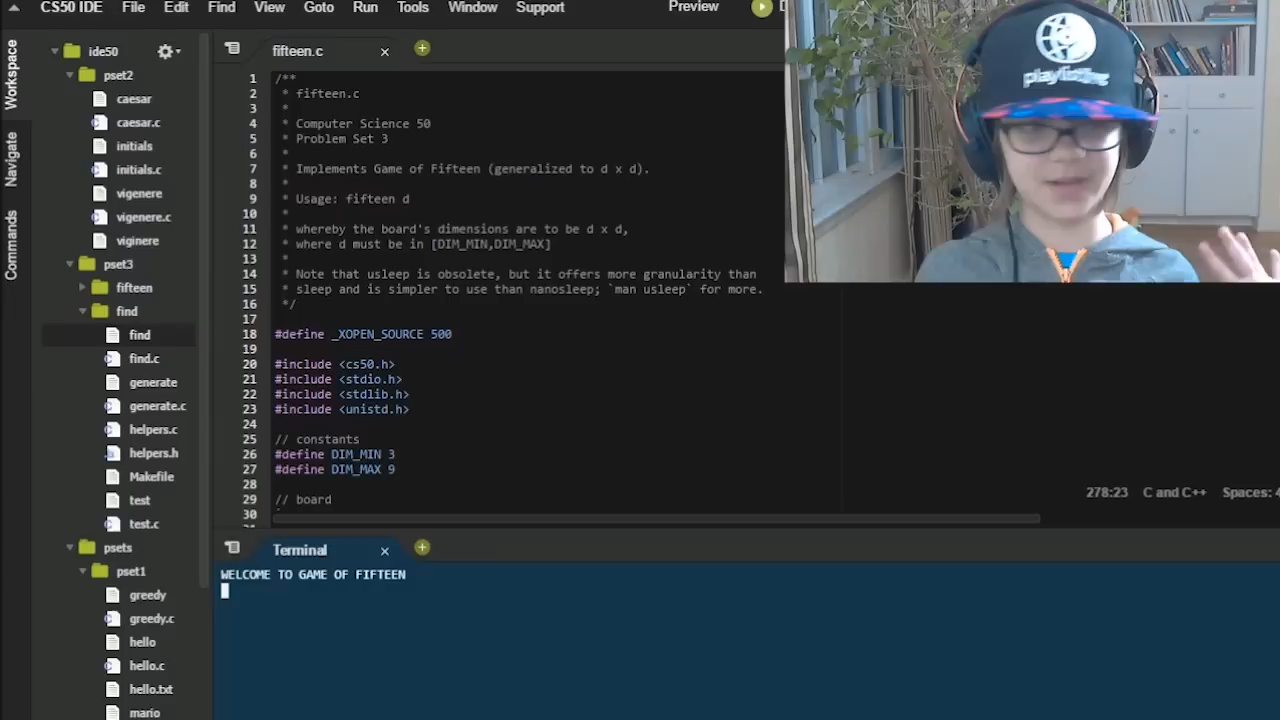 CS50 IDE File Edit Find View Goto Run Tools Window Support Preview
Workspace
Navigate
Commands
ide50
pset2
caesar
caesar.c
initials
initials.c
vigenere
vigenere.c
viginere
pset3
fifteen
find
find
find.c
generate
generate.c
helpers.c
helpers.h
Makefile
test
test.c
psets
pset1
greedy
greedy.c
hello
hello.c
hello.txt
mario
fifteen.c
1 /**
2 * fifteen.c
3 *
4 * Computer Science 50
5 * Problem Set 3
6 *
7 * Implements Game of Fifteen (generalized to d x d).
8 *
9 * Usage: fifteen d
10 *
11 * whereby the board's dimensions are to be d x d,
12 * where d must be in [DIM_MIN,DIM_MAX]
13 *
14 * Note that usleep is obsolete, but it offers more granularity than
15 * sleep and is simpler to use than nanosleep; `man usleep` for more.
16 */
17
18 #define _XOPEN_SOURCE 500
19
20 #include <cs50.h>
21 #include <stdio.h>
22 #include <stdlib.h>
23 #include <unistd.h>
24
25 // constants
26 #define DIM_MIN 3
27 #define DIM_MAX 9
28
29 // board
30
278:23 C and C++ Spaces:
Terminal
WELCOME TO GAME OF FIFTEEN